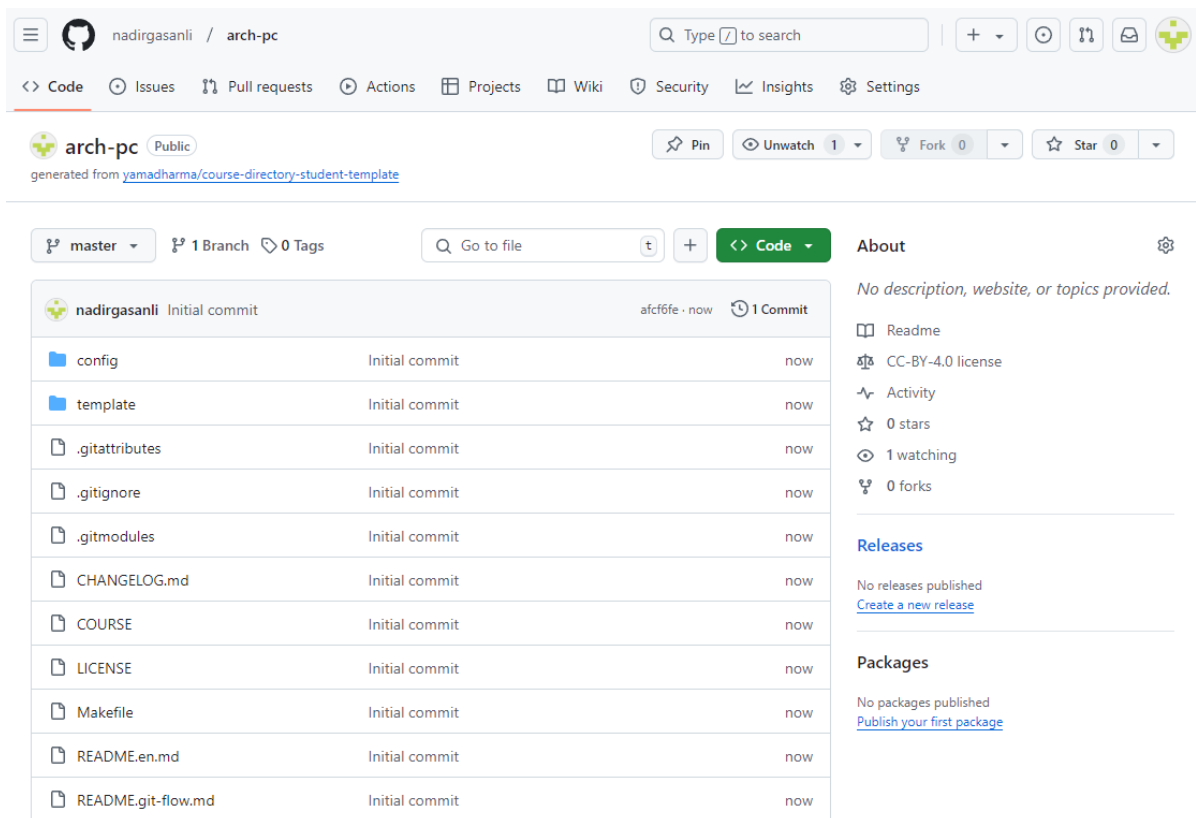 nadirgasanli / arch-pc
Type / to search
Code Issues Pull requests Actions Projects Wiki Security Insights Settings
arch-pc Public
Pin Unwatch 1 Fork 0 Star 0
generated from yamadharma/course-directory-student-template
master 1 Branch 0 Tags Go to file t + Code
nadirgasanli Initial commit afcf6fe · now 1 Commit
config Initial commit now
template Initial commit now
.gitattributes Initial commit now
.gitignore Initial commit now
.gitmodules Initial commit now
CHANGELOG.md Initial commit now
COURSE Initial commit now
LICENSE Initial commit now
Makefile Initial commit now
README.en.md Initial commit now
README.git-flow.md Initial commit now
About
No description, website, or topics provided.
Readme
CC-BY-4.0 license
Activity
0 stars
1 watching
0 forks
Releases
No releases published
Create a new release
Packages
No packages published
Publish your first package